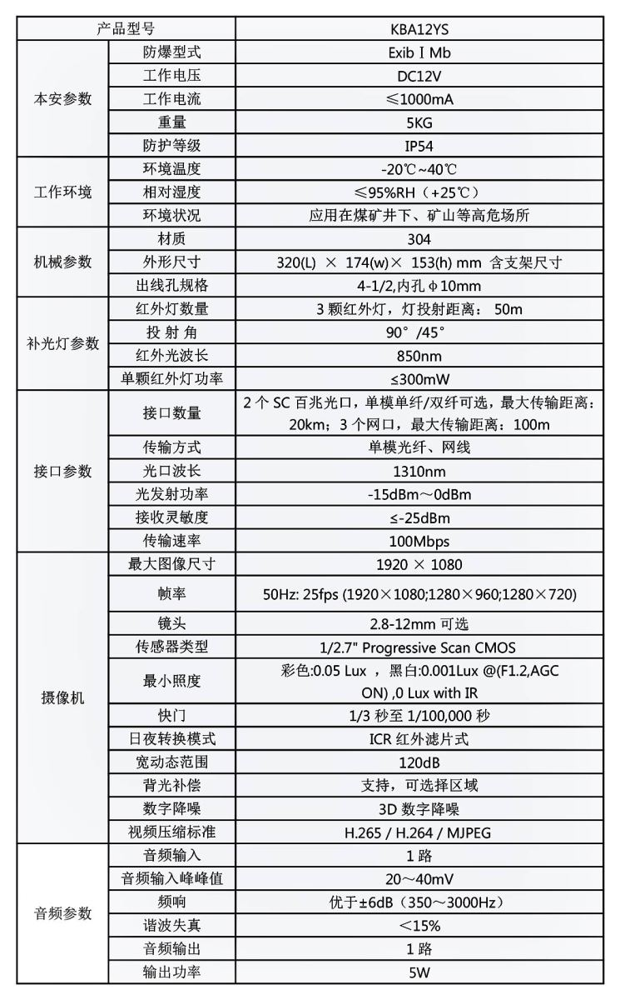 产品型号 KBA12YS
本安参数
防爆型式 Exib Ⅰ Mb
工作电压 DC12V
工作电流 ≤1000mA
重量 5KG
防护等级 IP54
工作环境
环境温度 -20℃~40℃
相对湿度 ≤95%RH（+25℃）
环境状况 应用在煤矿井下、矿山等高危场所
机械参数
材质 304
外形尺寸 320(L) × 174(w)× 153(h) mm 含支架尺寸
出线孔规格 4-1/2,内孔φ10mm
补光灯参数
红外灯数量 3 颗红外灯，灯投射距离： 50m
投 射 角 90° /45°
红外光波长 850nm
单颗红外灯功率 ≤300mW
接口参数
接口数量 2 个 SC 百兆光口，单模单纤/双纤可选，最大传输距离：
20km；3 个网口，最大传输距离：100m
传输方式 单模光纤、网线
光口波长 1310nm
光发射功率 -15dBm～0dBm
接收灵敏度 ≤-25dBm
传输速率 100Mbps
摄像机
最大图像尺寸 1920 × 1080
帧率 50Hz: 25fps (1920×1080;1280×960;1280×720)
镜头 2.8-12mm 可选
传感器类型 1/2.7" Progressive Scan CMOS
最小照度 彩色:0.05 Lux ，黑白:0.001Lux @(F1.2,AGC
ON) ,0 Lux with IR
快门 1/3 秒至 1/100,000 秒
日夜转换模式 ICR 红外滤片式
宽动态范围 120dB
背光补偿 支持，可选择区域
数字降噪 3D 数字降噪
视频压缩标准 H.265 / H.264 / MJPEG
音频参数
音频输入 1 路
音频输入峰峰值 20～40mV
频响 优于±6dB（350～3000Hz）
谐波失真 ＜15%
音频输出 1 路
输出功率 5W